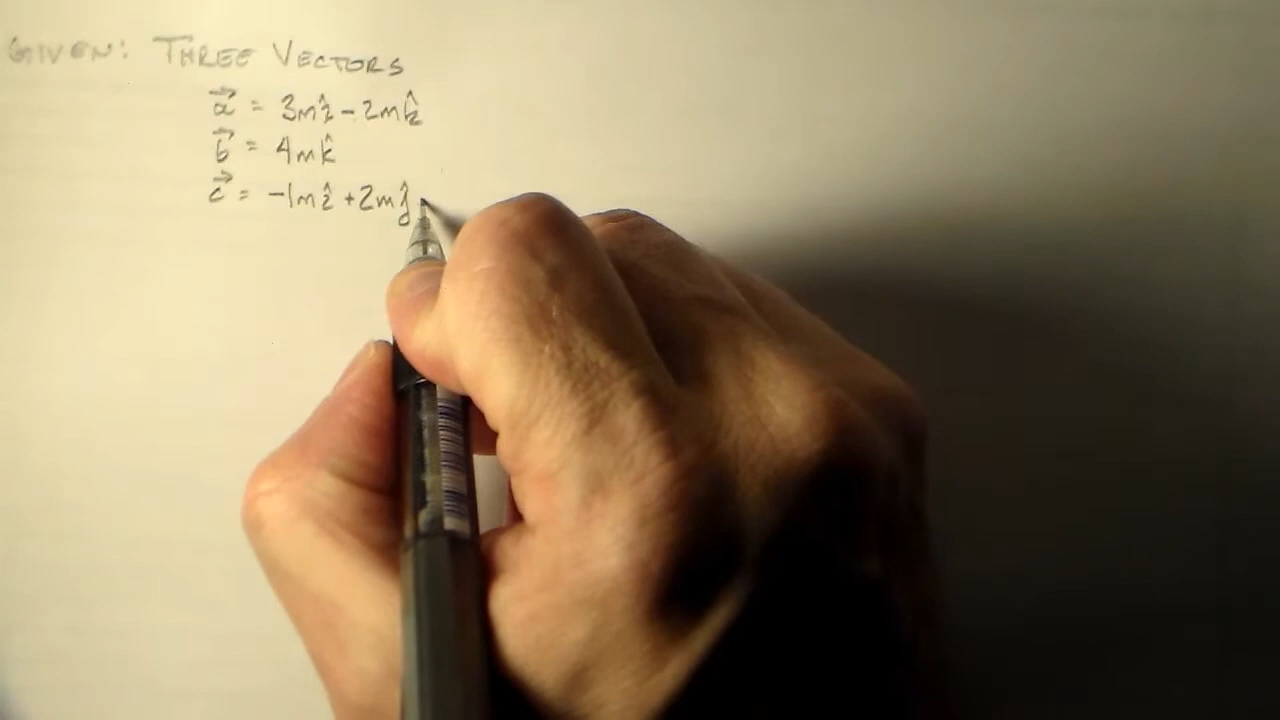 GIVEN: THREE VECTORS
a⃗ = 3m î - 2m k̂
b⃗ = 4m k̂
c⃗ = -1m î + 2m ĵ